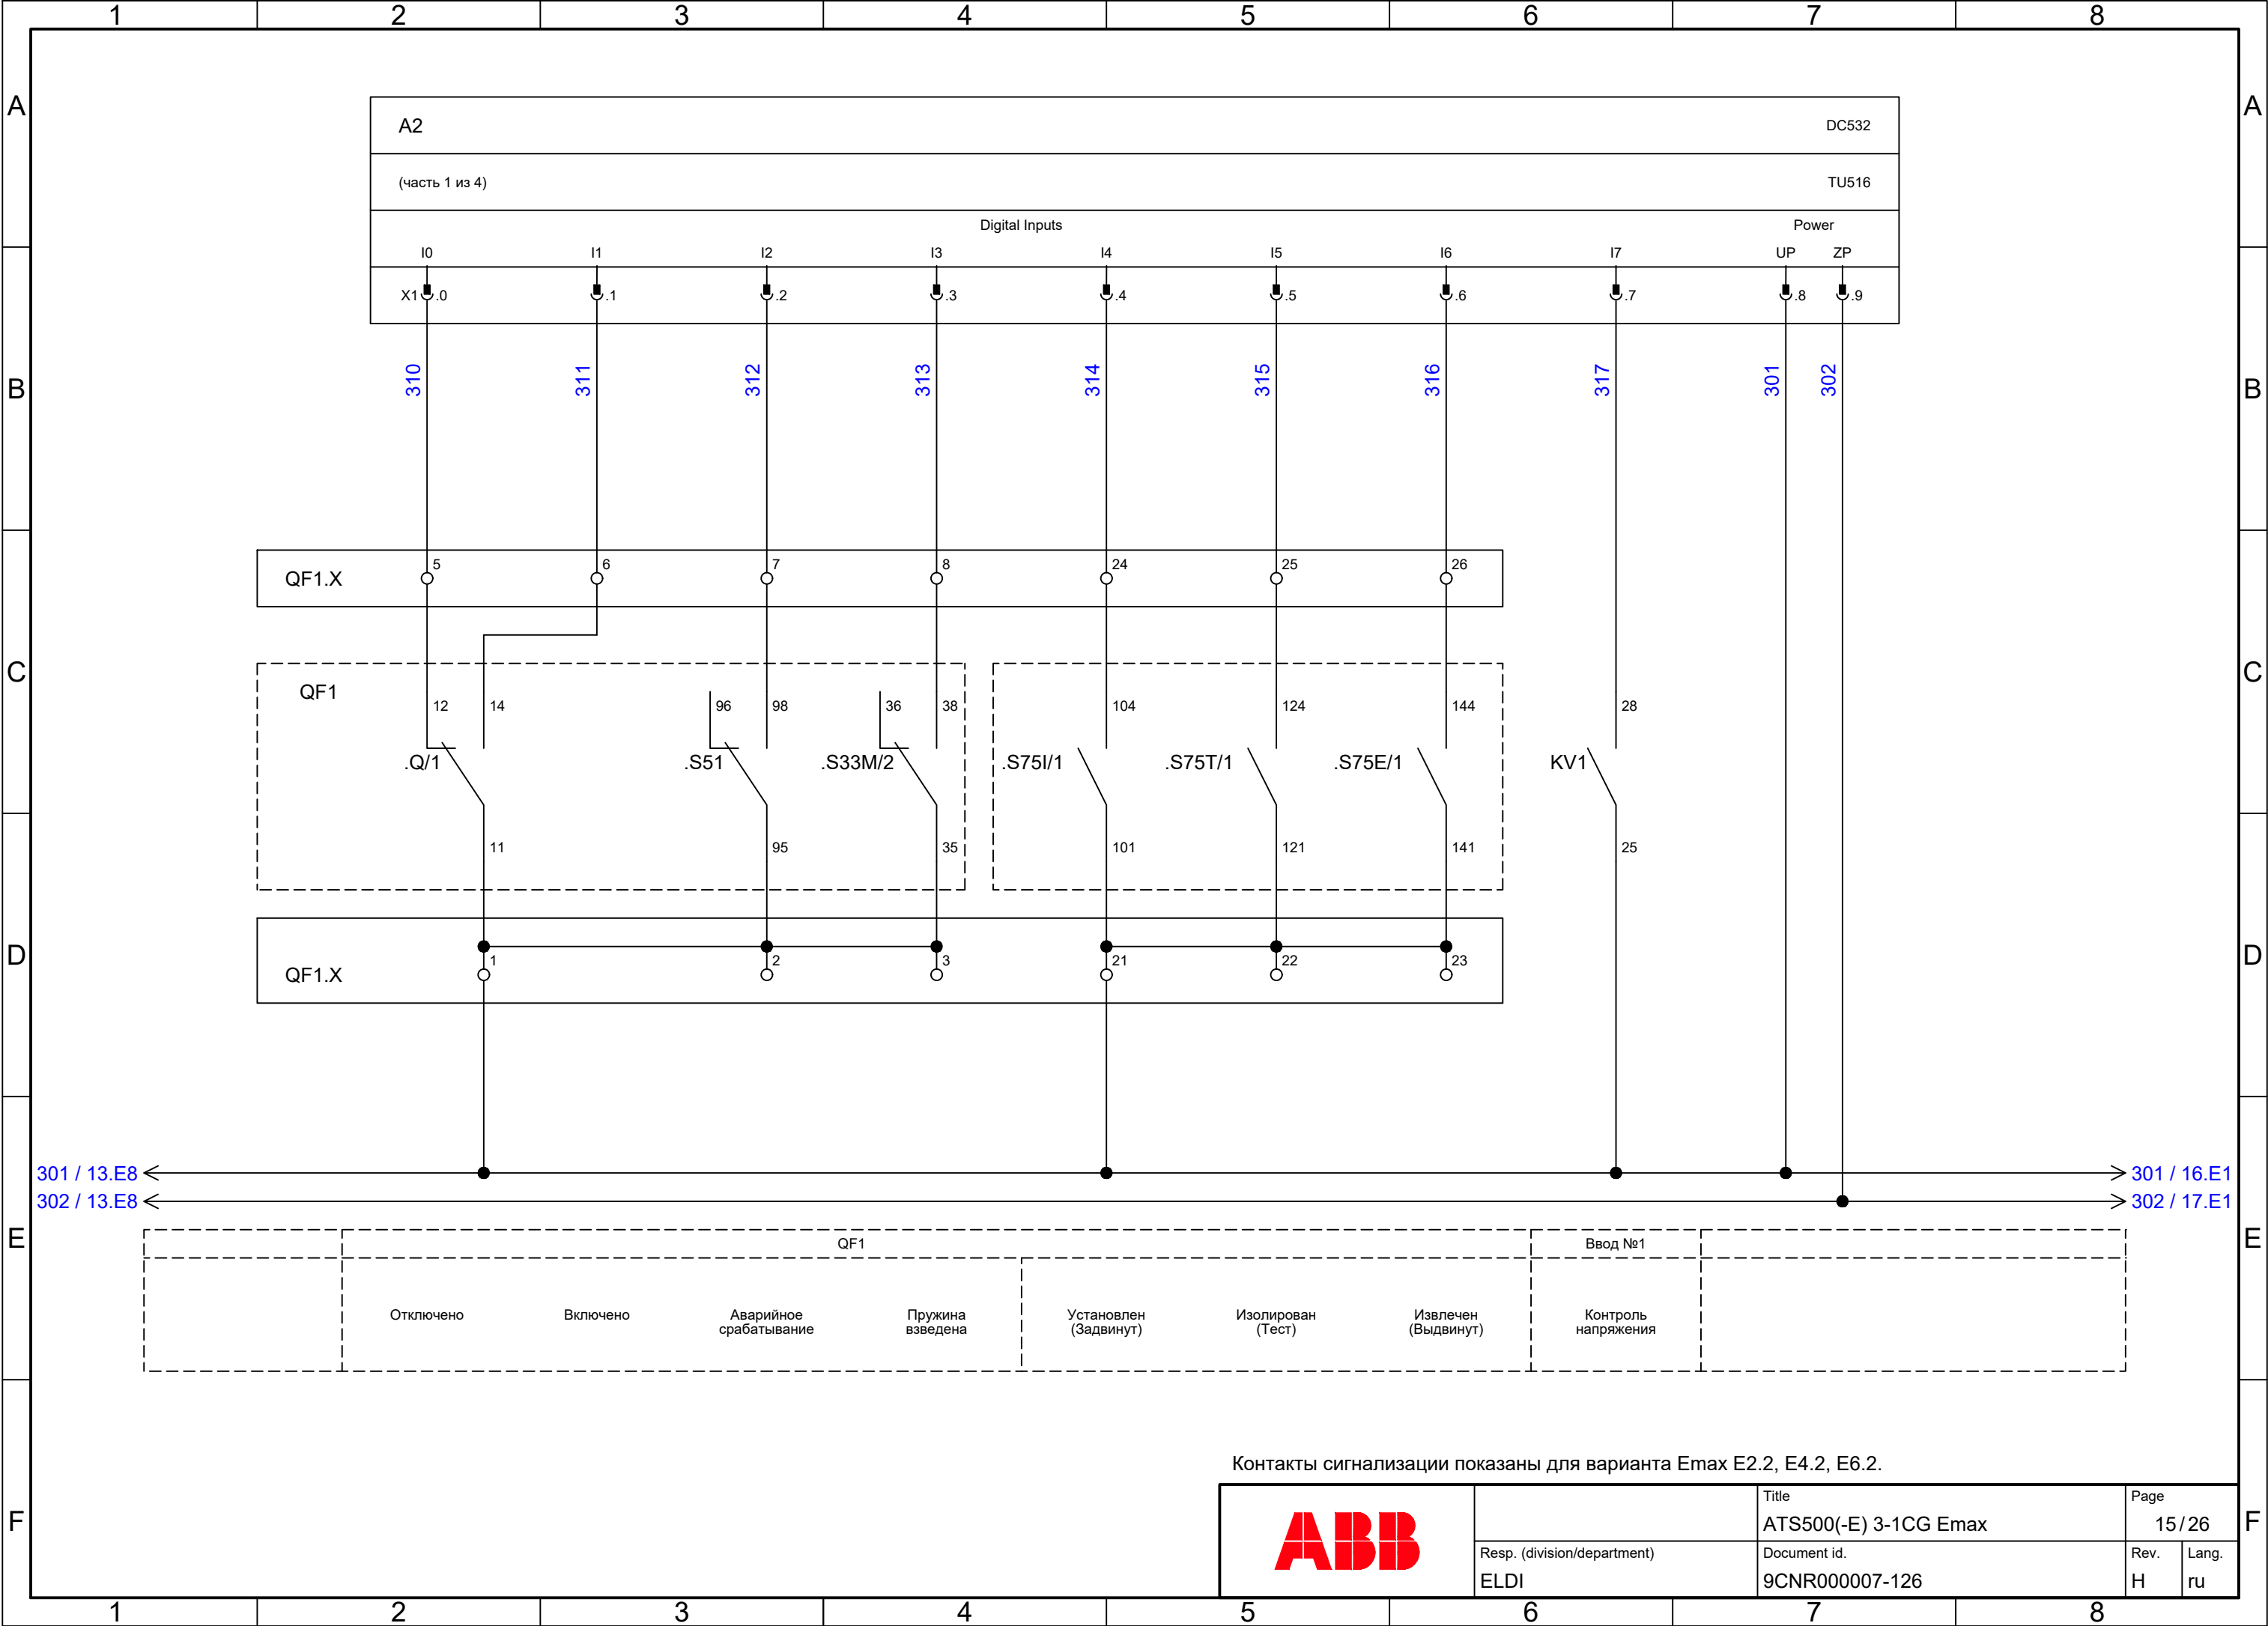 1 2 3 4 5 6 7 8
A A
A2 DC532
(часть 1 из 4) TU516
Digital Inputs Power
I0 I1 I2 I3 I4 I5 I6 I7 UP ZP
X1 .0 .1 .2 .3 .4 .5 .6 .7 .8 .9
310 311 312 313 314 315 316 317 301 302
B B
QF1.X 5 6 7 8 24 25 26
C C
QF1
12 14 96 98 36 38 104 124 144 28
.Q/1 .S51 .S33M/2 .S75I/1 .S75T/1 .S75E/1 KV1
11 95 35 101 121 141 25
D D
QF1.X 1 2 3 21 22 23
301 / 13.E8 301 / 16.E1
302 / 13.E8 302 / 17.E1
E E
QF1 Ввод №1
Отключено Включено Аварийное срабатывание Пружина взведена Установлен (Задвинут) Изолирован (Тест) Извлечен (Выдвинут) Контроль напряжения
Контакты сигнализации показаны для варианта Emax E2.2, E4.2, E6.2.
F F
ABB
Title
ATS500(-E) 3-1CG Emax
Page
15/26
Resp. (division/department)
ELDI
Document id.
9CNR000007-126
Rev.
H
Lang.
ru
1 2 3 4 5 6 7 8